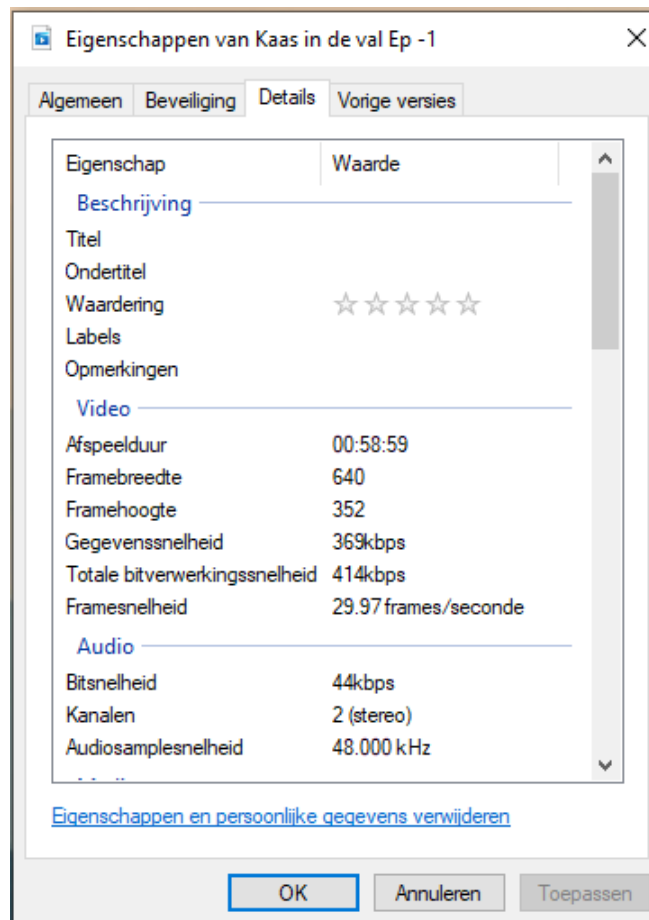 Eigenschappen van Kaas in de val Ep -1
Algemeen Beveiliging Details Vorige versies
Eigenschap Waarde
Beschrijving
Titel
Ondertitel
Waardering
Labels
Opmerkingen
Video
Afspeelduur 00:58:59
Framebreedte 640
Framehoogte 352
Gegevenssnelheid 369kbps
Totale bitverwerkingssnelheid 414kbps
Framesnelheid 29.97 frames/seconde
Audio
Bitsnelheid 44kbps
Kanalen 2 (stereo)
Audiosamplesnelheid 48.000 kHz
Eigenschappen en persoonlijke gegevens verwijderen
OK Annuleren Toepassen